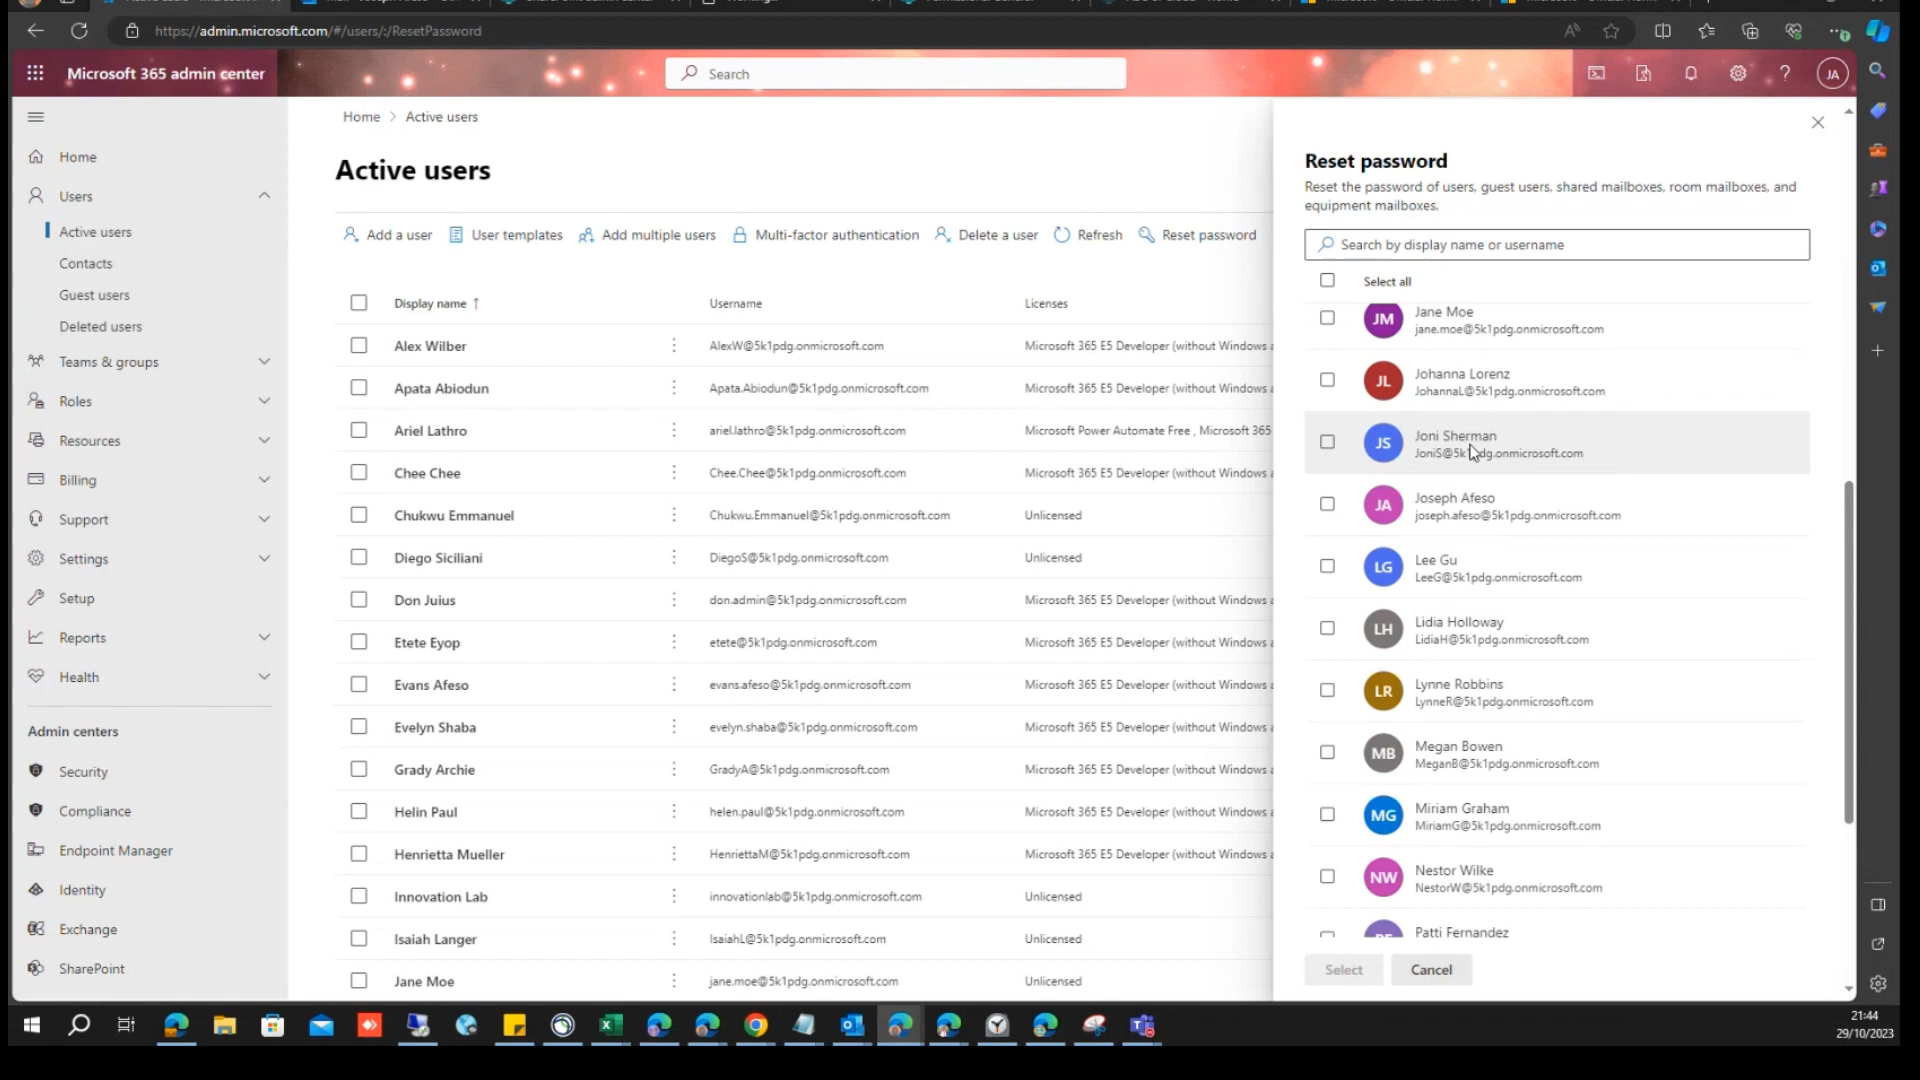 https://admin.microsoft.com/#/users/:/ResetPassword
Microsoft 365 admin center
Search
JA
Home > Active users
Active users
Home
Users
Active users
Contacts
Guest users
Deleted users
Teams & groups
Roles
Resources
Billing
Support
Settings
Setup
Reports
Health
Admin centers
Security
Compliance
Endpoint Manager
Identity
Exchange
SharePoint
Add a user
User templates
Add multiple users
Multi-factor authentication
Delete a user
Refresh
Reset password
Display name ↑ Username Licenses
Alex Wilber AlexW@5k1pdg.onmicrosoft.com Microsoft 365 E5 Developer (without Windows a
Apata Abiodun Apata.Abiodun@5k1pdg.onmicrosoft.com Microsoft 365 E5 Developer (without Windows a
Ariel Lathro ariel.lathro@5k1pdg.onmicrosoft.com Microsoft Power Automate Free , Microsoft 365
Chee Chee Chee.Chee@5k1pdg.onmicrosoft.com Microsoft 365 E5 Developer (without Windows a
Chukwu Emmanuel Chukwu.Emmanuel@5k1pdg.onmicrosoft.com Unlicensed
Diego Siciliani DiegoS@5k1pdg.onmicrosoft.com Unlicensed
Don Juius don.admin@5k1pdg.onmicrosoft.com Microsoft 365 E5 Developer (without Windows a
Etete Eyop etete@5k1pdg.onmicrosoft.com Microsoft 365 E5 Developer (without Windows a
Evans Afeso evans.afeso@5k1pdg.onmicrosoft.com Microsoft 365 E5 Developer (without Windows a
Evelyn Shaba evelyn.shaba@5k1pdg.onmicrosoft.com Microsoft 365 E5 Developer (without Windows a
Grady Archie GradyA@5k1pdg.onmicrosoft.com Microsoft 365 E5 Developer (without Windows a
Helin Paul helen.paul@5k1pdg.onmicrosoft.com Microsoft 365 E5 Developer (without Windows a
Henrietta Mueller HenriettaM@5k1pdg.onmicrosoft.com Microsoft 365 E5 Developer (without Windows a
Innovation Lab innovationlab@5k1pdg.onmicrosoft.com Unlicensed
Isaiah Langer IsaiahL@5k1pdg.onmicrosoft.com Unlicensed
Jane Moe jane.moe@5k1pdg.onmicrosoft.com Unlicensed
Reset password
Reset the password of users, guest users, shared mailboxes, room mailboxes, and
equipment mailboxes.
Search by display name or username
Select all
JM Jane Moe
jane.moe@5k1pdg.onmicrosoft.com
JL Johanna Lorenz
JohannaL@5k1pdg.onmicrosoft.com
JS Joni Sherman
JoniS@5k1pdg.onmicrosoft.com
JA Joseph Afeso
joseph.afeso@5k1pdg.onmicrosoft.com
LG Lee Gu
LeeG@5k1pdg.onmicrosoft.com
LH Lidia Holloway
LidiaH@5k1pdg.onmicrosoft.com
LR Lynne Robbins
LynneR@5k1pdg.onmicrosoft.com
MB Megan Bowen
MeganB@5k1pdg.onmicrosoft.com
MG Miriam Graham
MiriamG@5k1pdg.onmicrosoft.com
NW Nestor Wilke
NestorW@5k1pdg.onmicrosoft.com
Patti Fernandez
Select
Cancel
21:44
29/10/2023